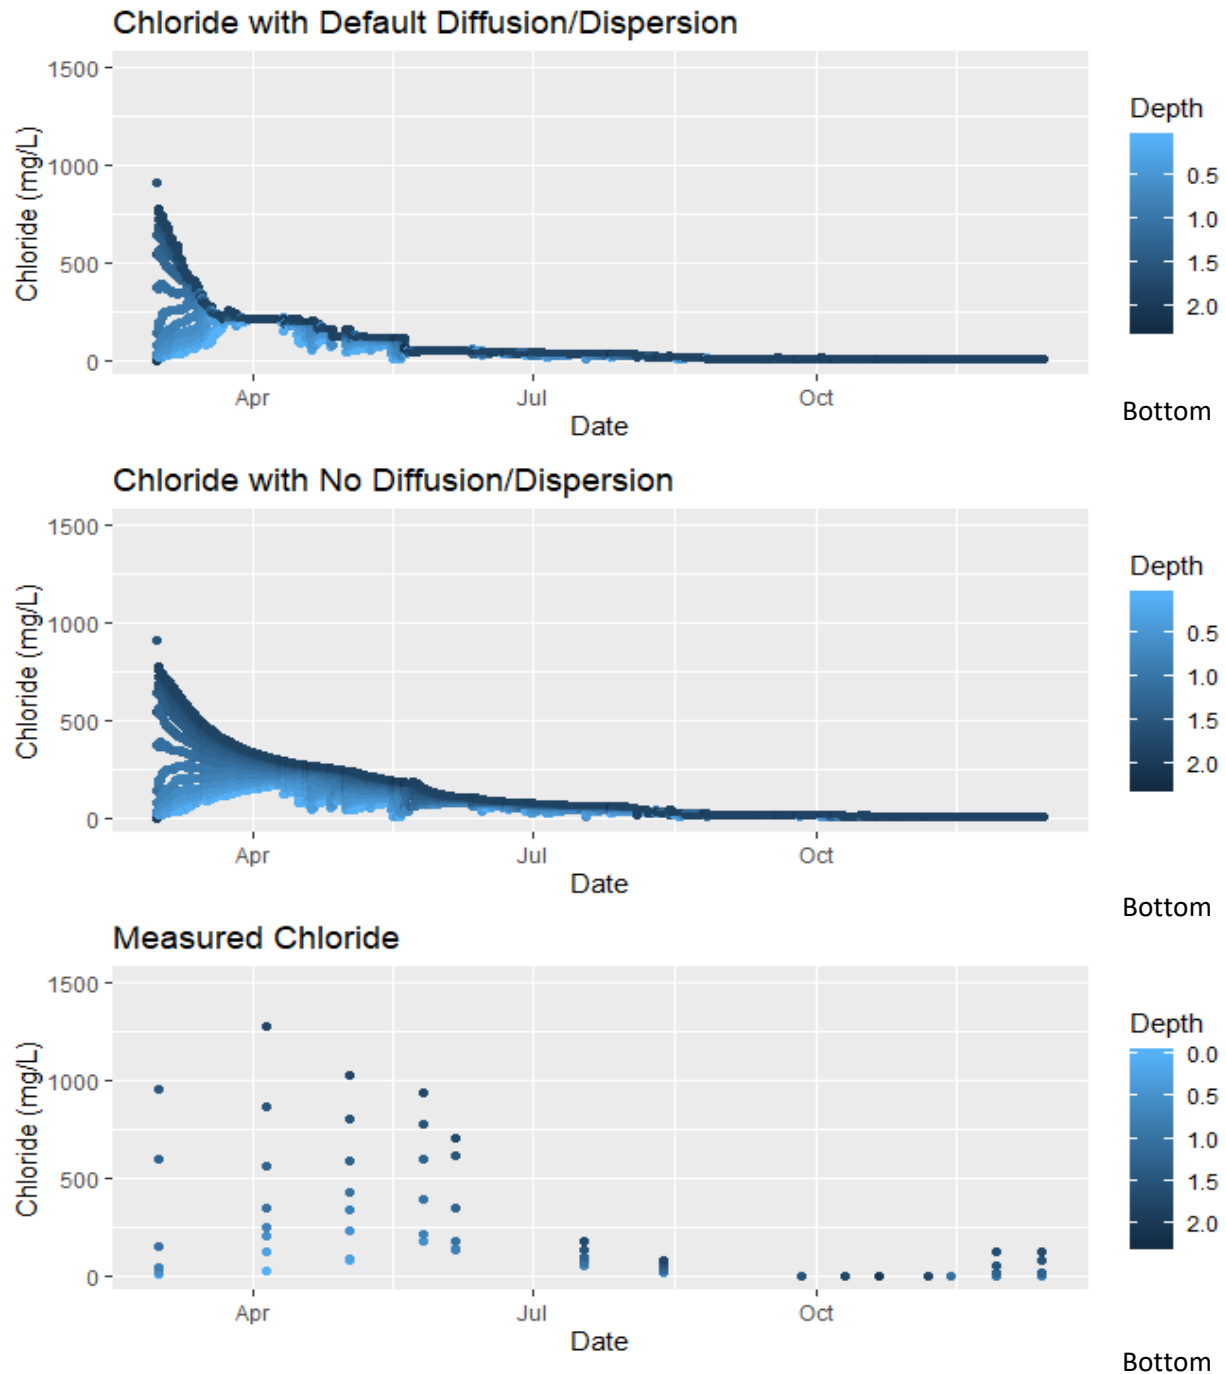 Chloride with Default Diffusion/Dispersion
Chloride (mg/L)
1500
1000
500
0
Apr
Jul
Oct
Date
Depth
0.5
1.0
1.5
2.0
Bottom
Chloride with No Diffusion/Dispersion
Chloride (mg/L)
1500
1000
500
0
Apr
Jul
Oct
Date
Depth
0.5
1.0
1.5
2.0
Bottom
Measured Chloride
Chloride (mg/L)
1500
1000
500
0
Apr
Jul
Oct
Date
Depth
0.0
0.5
1.0
1.5
2.0
Bottom